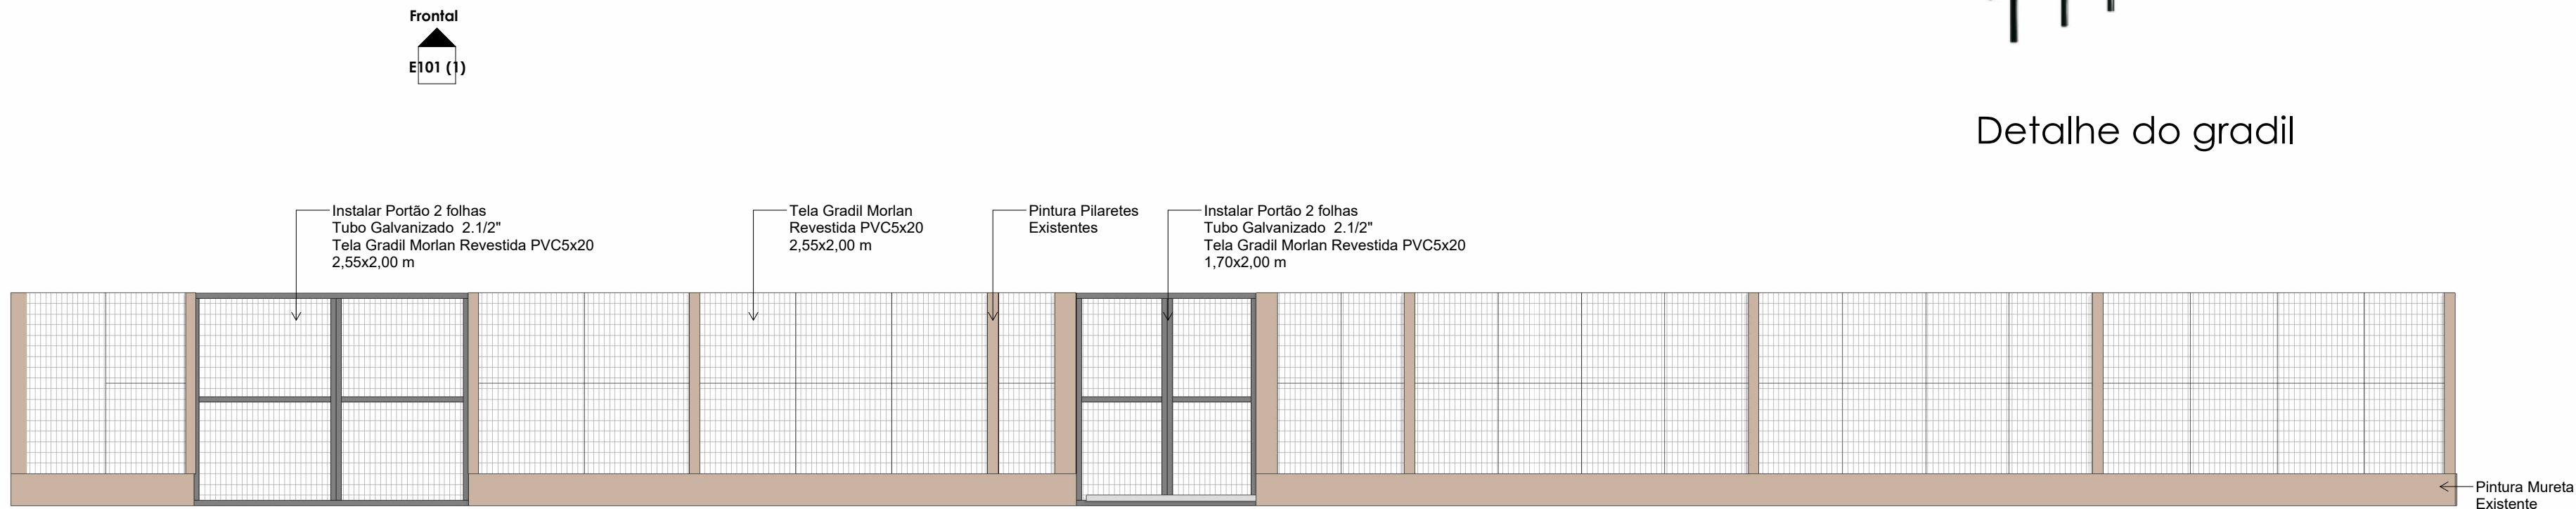 Frontal
E101 (1)
Detalhe do gradil
Instalar Portão 2 folhas
Tubo Galvanizado 2.1/2"
Tela Gradil Morlan Revestida PVC5x20
2,55x2,00 m
Tela Gradil Morlan
Revestida PVC5x20
2,55x2,00 m
Pintura Pilaretes
Existentes
Instalar Portão 2 folhas
Tubo Galvanizado 2.1/2"
Tela Gradil Morlan Revestida PVC5x20
1,70x2,00 m
Pintura Mureta
Existente